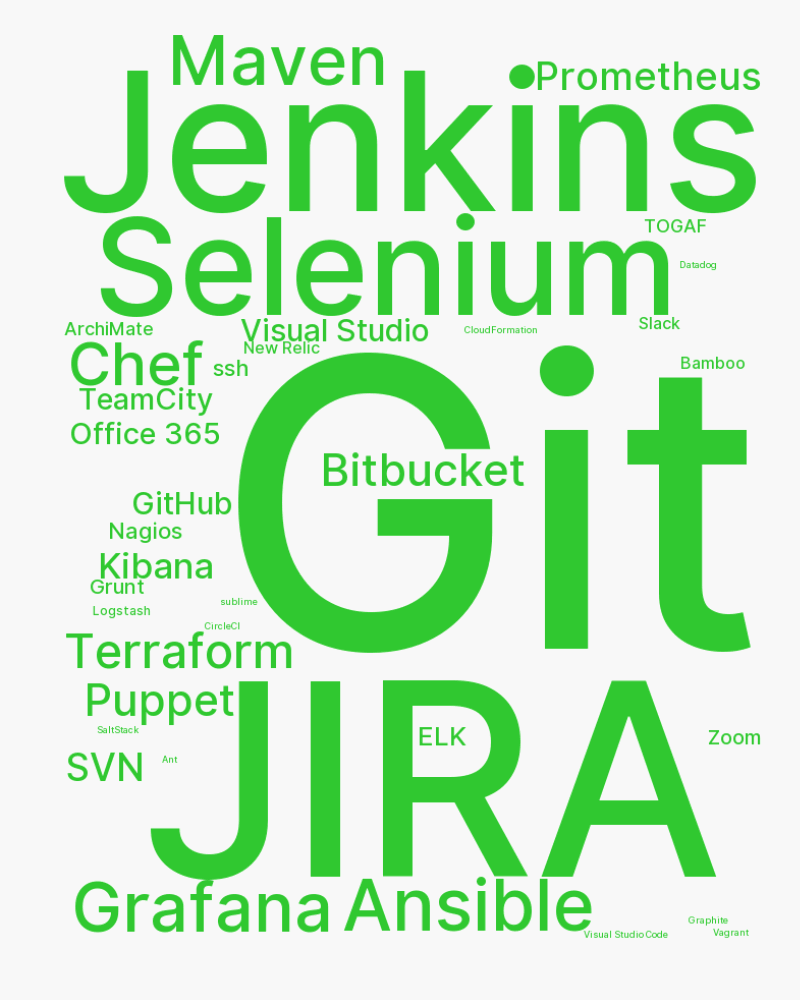 Maven
Prometheus
Jenkins
Selenium
TOGAF
Datadog
ArchiMate
Visual Studio
CloudFormation
Slack
New Relic
Chef
ssh
Bamboo
TeamCity
Office 365
Git
Bitbucket
GitHub
Nagios
Kibana
Grunt
sublime
Logstash
CircleCI
Terraform
Puppet
SaltStack
JIRA
ELK
Zoom
SVN
Ant
Grafana
Ansible
Graphite
Visual Studio Code
Vagrant